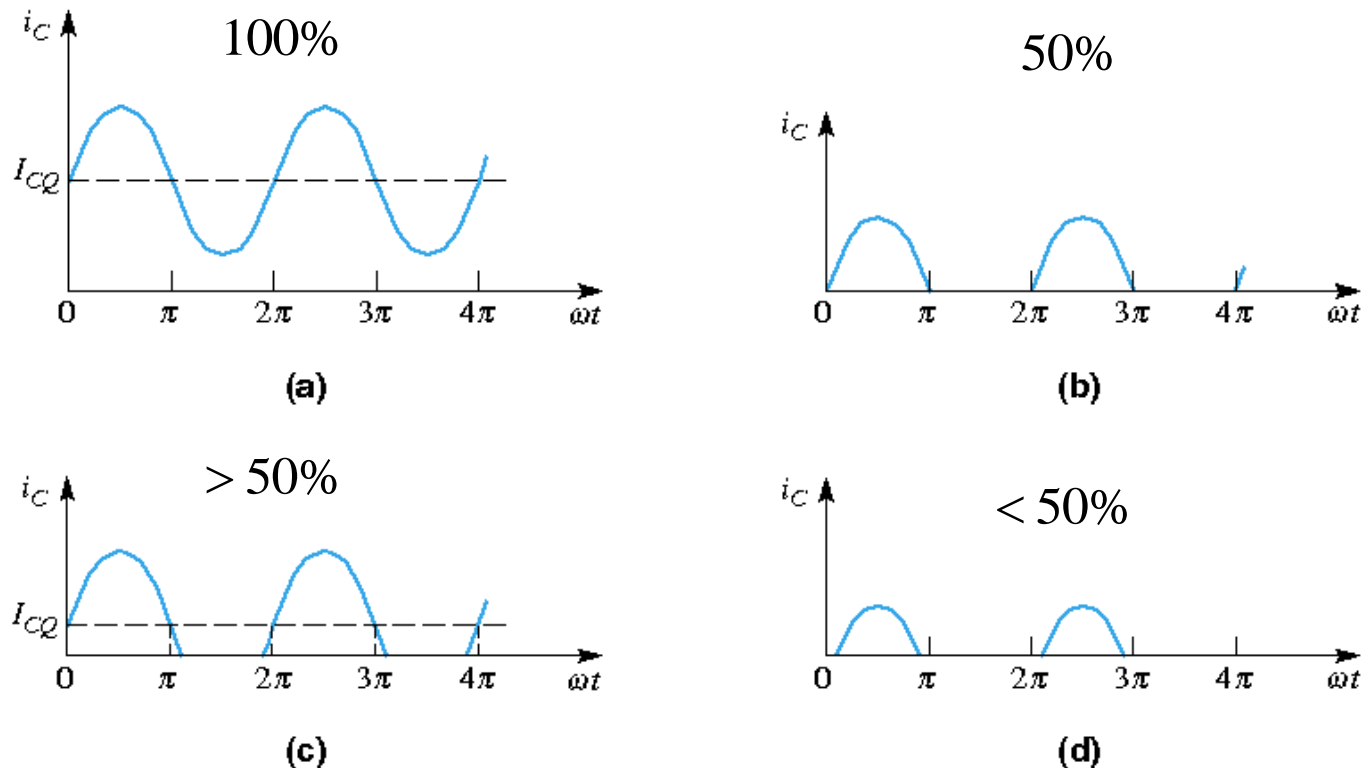 i_C
100%
I_CQ
0 π 2π 3π 4π ωt
(a)
50%
i_C
0 π 2π 3π 4π ωt
(b)
> 50%
i_C
I_CQ
0 π 2π 3π 4π ωt
(c)
i_C
< 50%
0 π 2π 3π 4π ωt
(d)